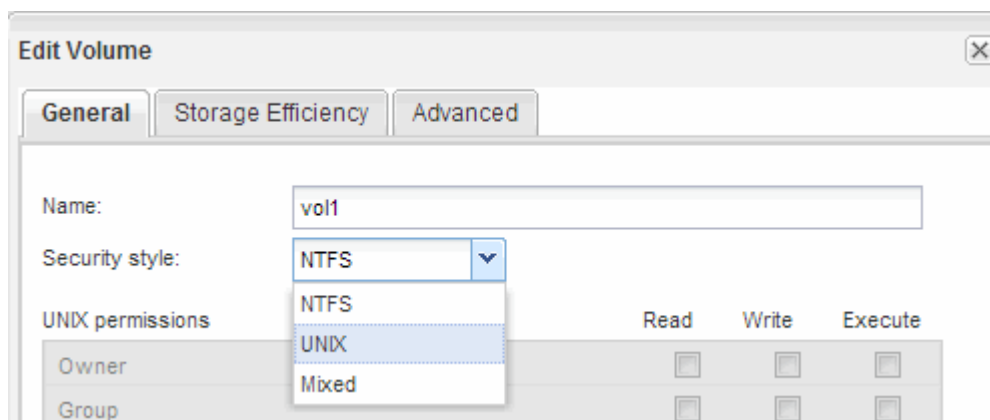 Edit Volume
General Storage Efficiency Advanced
Name: vol1
Security style: NTFS
NTFS
UNIX permissions Read Write Execute
UNIX
Owner
Mixed
Group